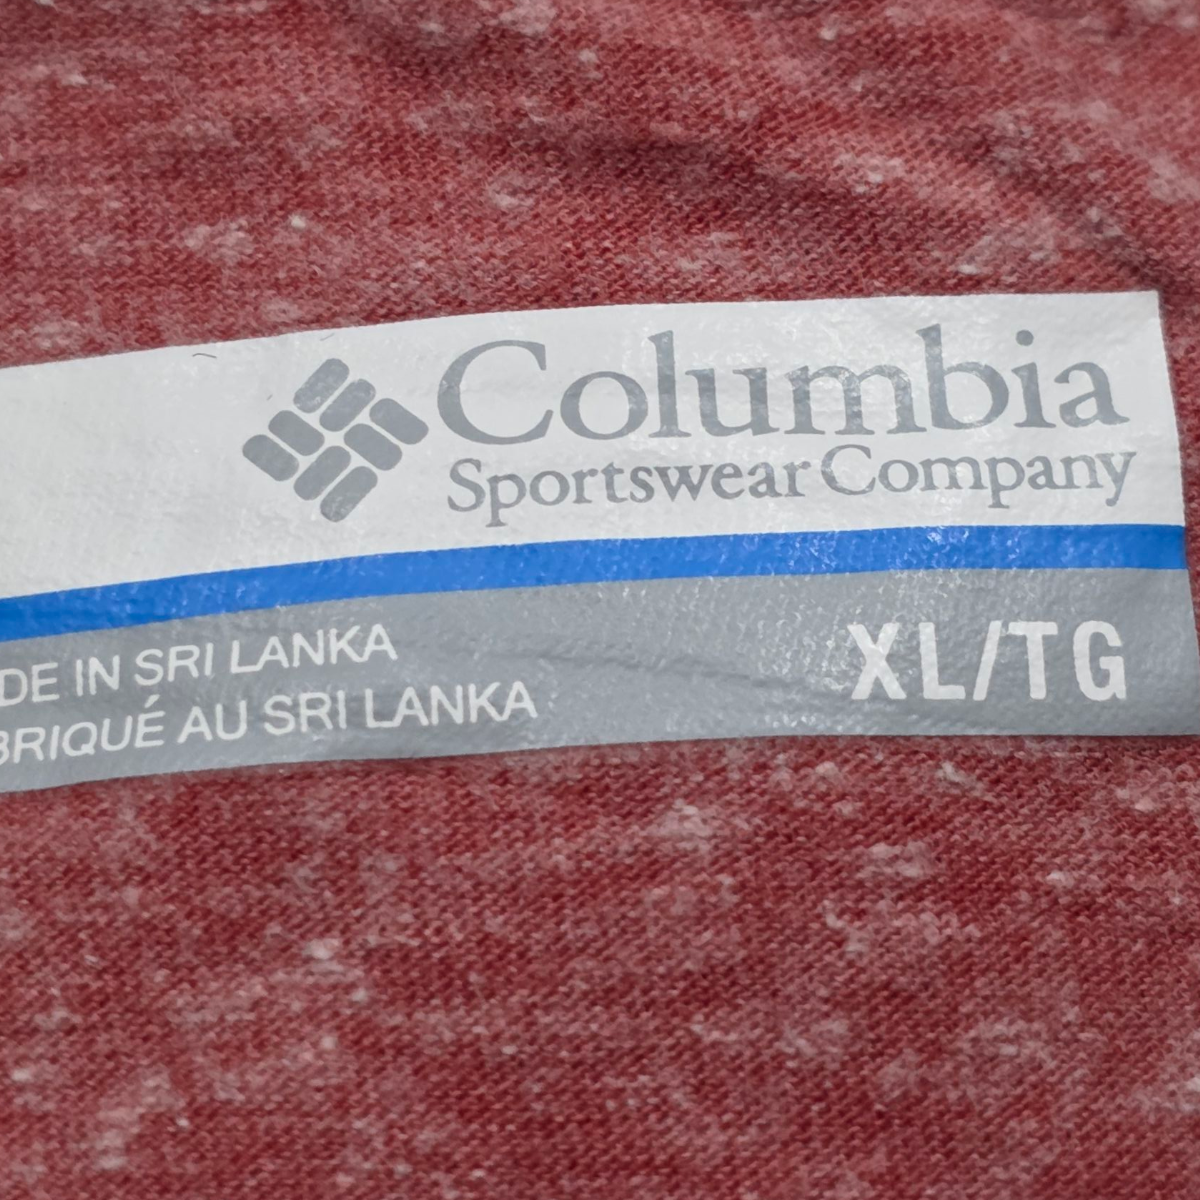 Columbia
Sportswear Company
DE IN SRI LANKA
BRIQUÉ AU SRI LANKA
XL/TG